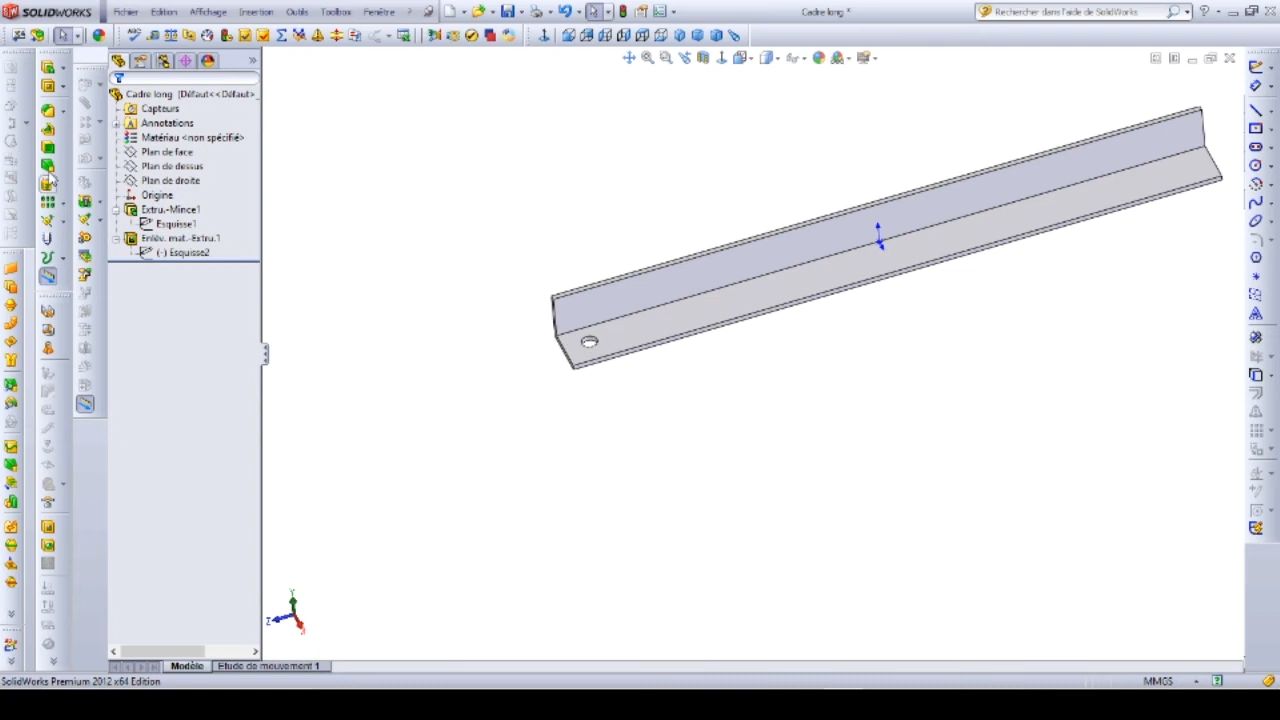 SOLIDWORKS Fichier Edition Affichage Insertion Outils Toolbox Fenêtre ? Cadre long * Rechercher dans l'aide de SolidWorks
Cadre long (Défaut<<Défaut>_
Capteurs
Annotations
Matériau <non spécifié>
Plan de face
Plan de dessus
Plan de droite
Origine
Extru.-Mince1
Esquisse1
Enlèv. mat.-Extru.1
(-) Esquisse2
Y
Z
Modèle Etude de mouvement 1
SolidWorks Premium 2012 x64 Edition MMGS